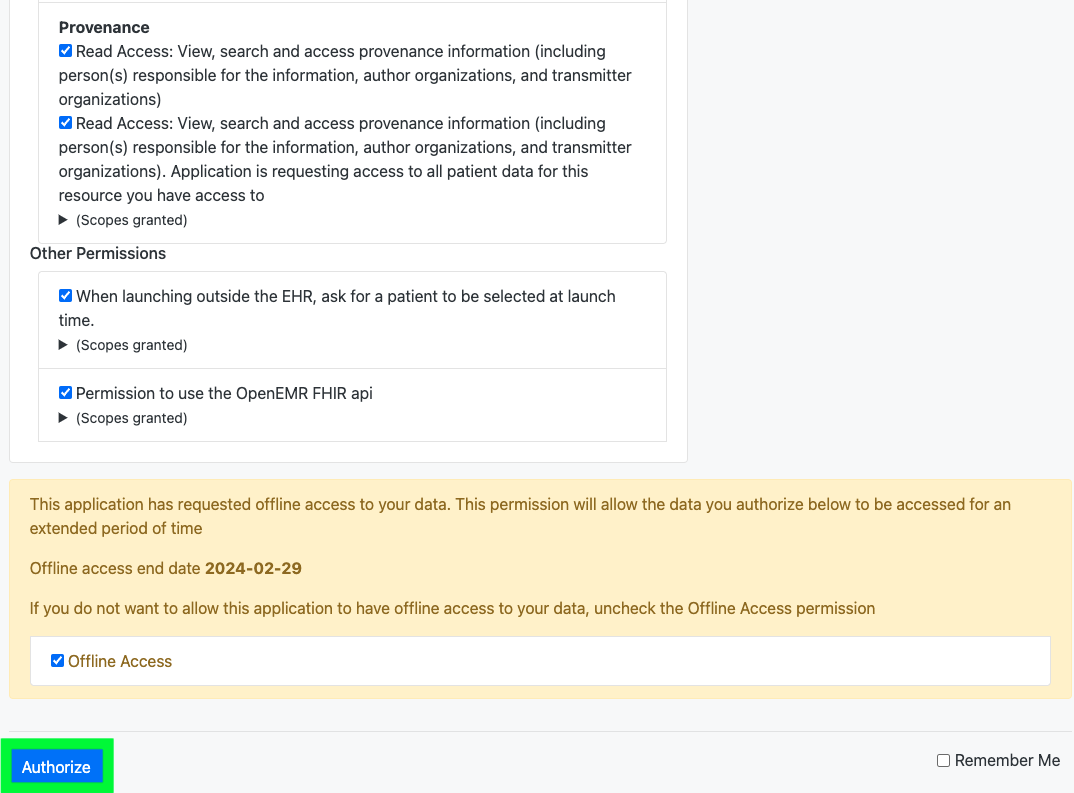 Provenance
Read Access: View, search and access provenance information (including
person(s) responsible for the information, author organizations, and transmitter
organizations)
Read Access: View, search and access provenance information (including
person(s) responsible for the information, author organizations, and transmitter
organizations). Application is requesting access to all patient data for this
resource you have access to
(Scopes granted)
Other Permissions
When launching outside the EHR, ask for a patient to be selected at launch
time.
(Scopes granted)
Permission to use the OpenEMR FHIR api
(Scopes granted)
This application has requested offline access to your data. This permission will allow the data you authorize below to be accessed for an
extended period of time
Offline access end date 2024-02-29
If you do not want to allow this application to have offline access to your data, uncheck the Offline Access permission
Offline Access
Authorize
Remember Me